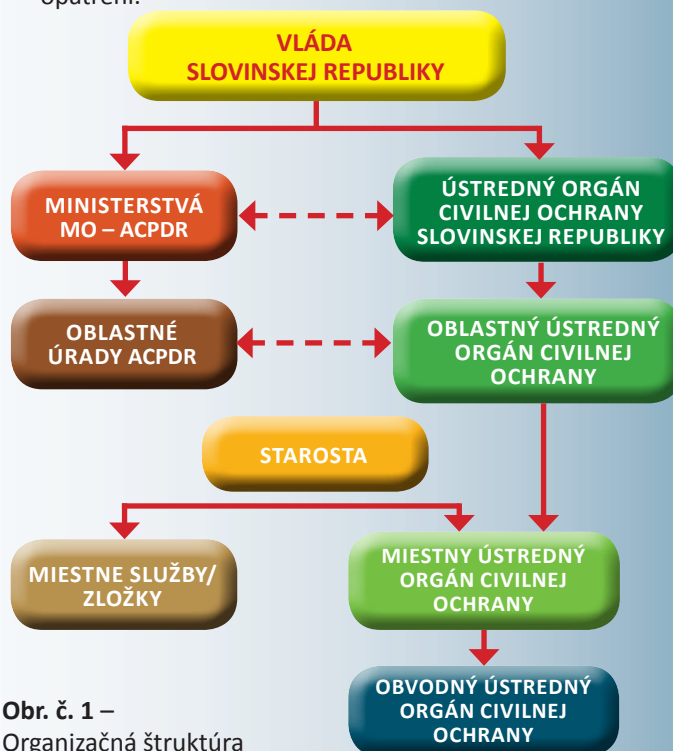 opatrení.
VLÁDA
SLOVINSKEJ REPUBLIKY
MINISTERSTVÁ
MO – ACPDR
ÚSTREDNÝ ORGÁN
CIVILNEJ OCHRANY
SLOVINSKEJ REPUBLIKY
OBLASTNÉ
ÚRADY ACPDR
OBLASTNÝ ÚSTREDNÝ
ORGÁN CIVILNEJ
OCHRANY
STAROSTA
MIESTNE SLUŽBY/
ZLOŽKY
MIESTNY ÚSTREDNÝ
ORGÁN CIVILNEJ
OCHRANY
OBVODNÝ ÚSTREDNÝ
ORGÁN CIVILNEJ
OCHRANY
Obr. č. 1 –
Organizačná štruktúra